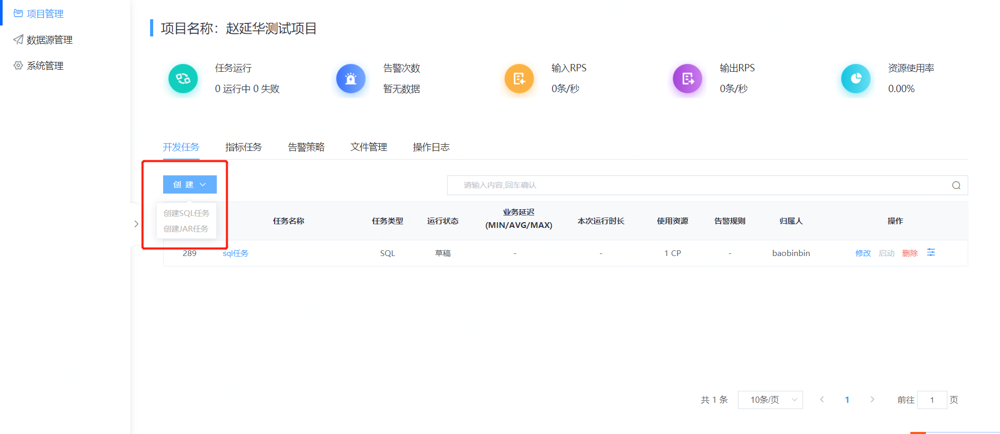 项目管理
数据源管理
系统管理
项目名称：赵延华测试项目
任务运行
0 运行中 0 失败
告警次数
暂无数据
输入RPS
0条/秒
输出RPS
0条/秒
资源使用率
0.00%
开发任务 指标任务 告警策略 文件管理 操作日志
创 建
请输入内容,回车确认
创建SQL任务
创建JAR任务
任务名称 任务类型 运行状态 业务延迟 (MIN/AVG/MAX) 本次运行时长 使用资源 告警规则 归属人 操作
289 sql任务 SQL 草稿 - - 1 CP - baobinbin 修改 启动 删除
共 1 条 10条/页 1 前往 1 页